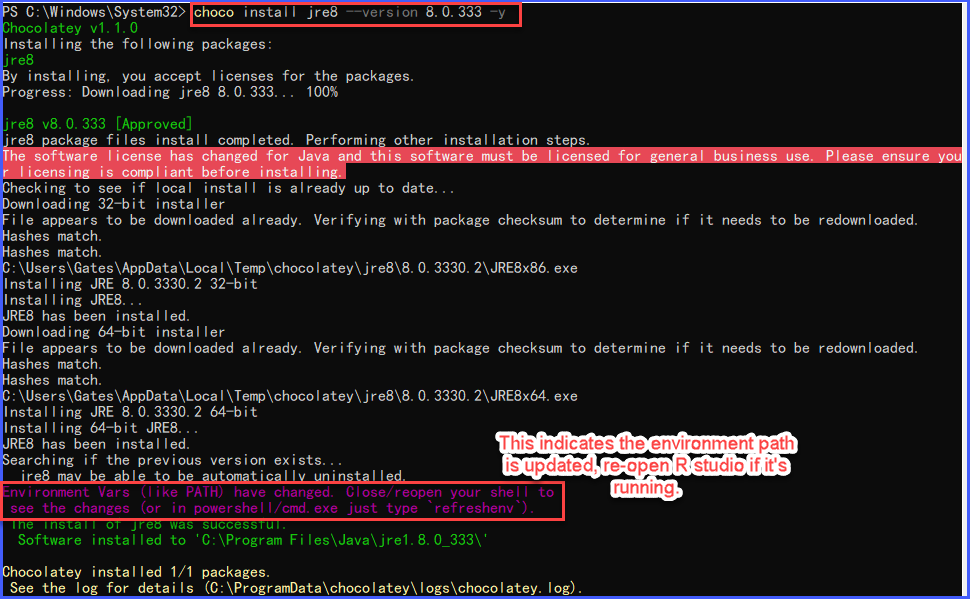 PS C:\Windows\System32> choco install jre8 --version 8.0.333 -y
Chocolatey v1.1.0
Installing the following packages:
jre8
By installing, you accept licenses for the packages.
Progress: Downloading jre8 8.0.333... 100%
jre8 v8.0.333 [Approved]
jre8 package files install completed. Performing other installation steps.
The software license has changed for Java and this software must be licensed for general business use. Please ensure you
r licensing is compliant before installing.
Checking to see if local install is already up to date...
Downloading 32-bit installer
File appears to be downloaded already. Verifying with package checksum to determine if it needs to be redownloaded.
Hashes match.
Hashes match.
C:\Users\Gates\AppData\Local\Temp\chocolatey\jre8\8.0.3330.2\JRE8x86.exe
Installing JRE 8.0.3330.2 32-bit
Installing JRE8...
JRE8 has been installed.
Downloading 64-bit installer
File appears to be downloaded already. Verifying with package checksum to determine if it needs to be redownloaded.
Hashes match.
Hashes match.
C:\Users\Gates\AppData\Local\Temp\chocolatey\jre8\8.0.3330.2\JRE8x64.exe
Installing JRE 8.0.3330.2 64-bit
Installing 64-bit JRE8...
JRE8 has been installed.
Searching if the previous version exists...
jre8 may be able to be automatically uninstalled.
This indicates the environment path
is updated, re-open R studio if it's
running.
Environment Vars (like PATH) have changed. Close/reopen your shell to
see the changes (or in powershell/cmd.exe just type `refreshenv`).
The install of jre8 was successful.
Software installed to 'C:\Program Files\Java\jre1.8.0_333\'
Chocolatey installed 1/1 packages.
See the log for details (C:\ProgramData\chocolatey\logs\chocolatey.log).